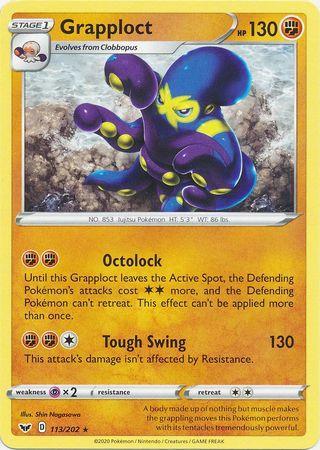 STAGE 1
Grapploct
HP 130
Evolves from Clobbopus
NO. 853 Jujitsu Pokémon HT: 5'3" WT: 86 lbs.
Octolock
Until this Grapploct leaves the Active Spot, the Defending
Pokémon's attacks cost more, and the Defending
Pokémon can't retreat. This effect can't be applied more
than once.
Tough Swing 130
This attack's damage isn't affected by Resistance.
weakness ×2 resistance retreat
Illus. Shin Nagasawa
A body made up of nothing but muscle makes
the grappling moves this Pokémon performs with
its tentacles tremendously powerful.
D 113/202 ★
©2020 Pokémon / Nintendo / Creatures / GAME FREAK